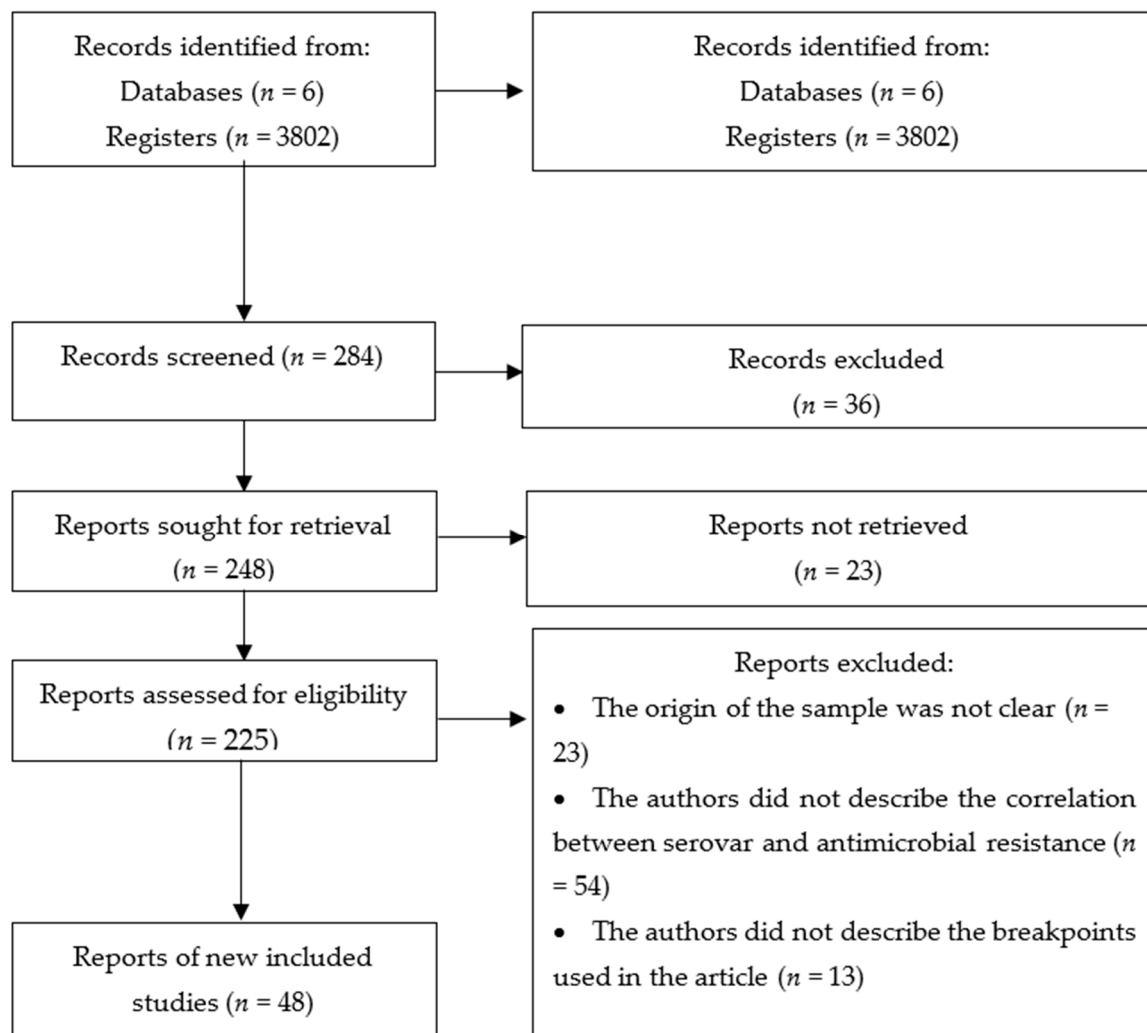 Records identified from:
Databases (n = 6)
Registers (n = 3802)
Records identified from:
Databases (n = 6)
Registers (n = 3802)
Records screened (n = 284)
Records excluded
(n = 36)
Reports sought for retrieval
(n = 248)
Reports not retrieved
(n = 23)
Reports assessed for eligibility
(n = 225)
Reports excluded:
• The origin of the sample was not clear (n =
23)
• The authors did not describe the correlation
between serovar and antimicrobial resistance (n
= 54)
• The authors did not describe the breakpoints
used in the article (n = 13)
Reports of new included
studies (n = 48)